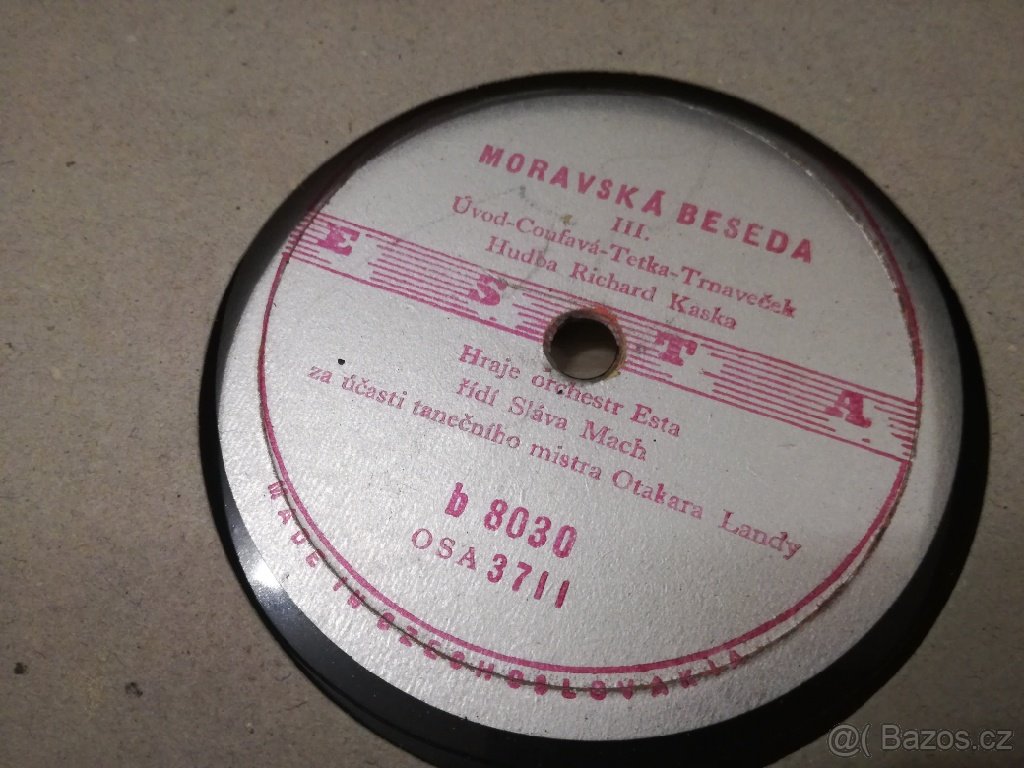 MORAVSKÁ BESEDA
III.
Úvod-Coufavá-Tetka-Trnaveček
Hudba Richard Kaska
ESTA
Hraje orchestr Esta
řídí Sláva Mach
za účasti tanečního mistra Otakara Landy
b 8030
OSA 3711
MADE IN CZECHOSLOVAKIA
@( Bazos.cz